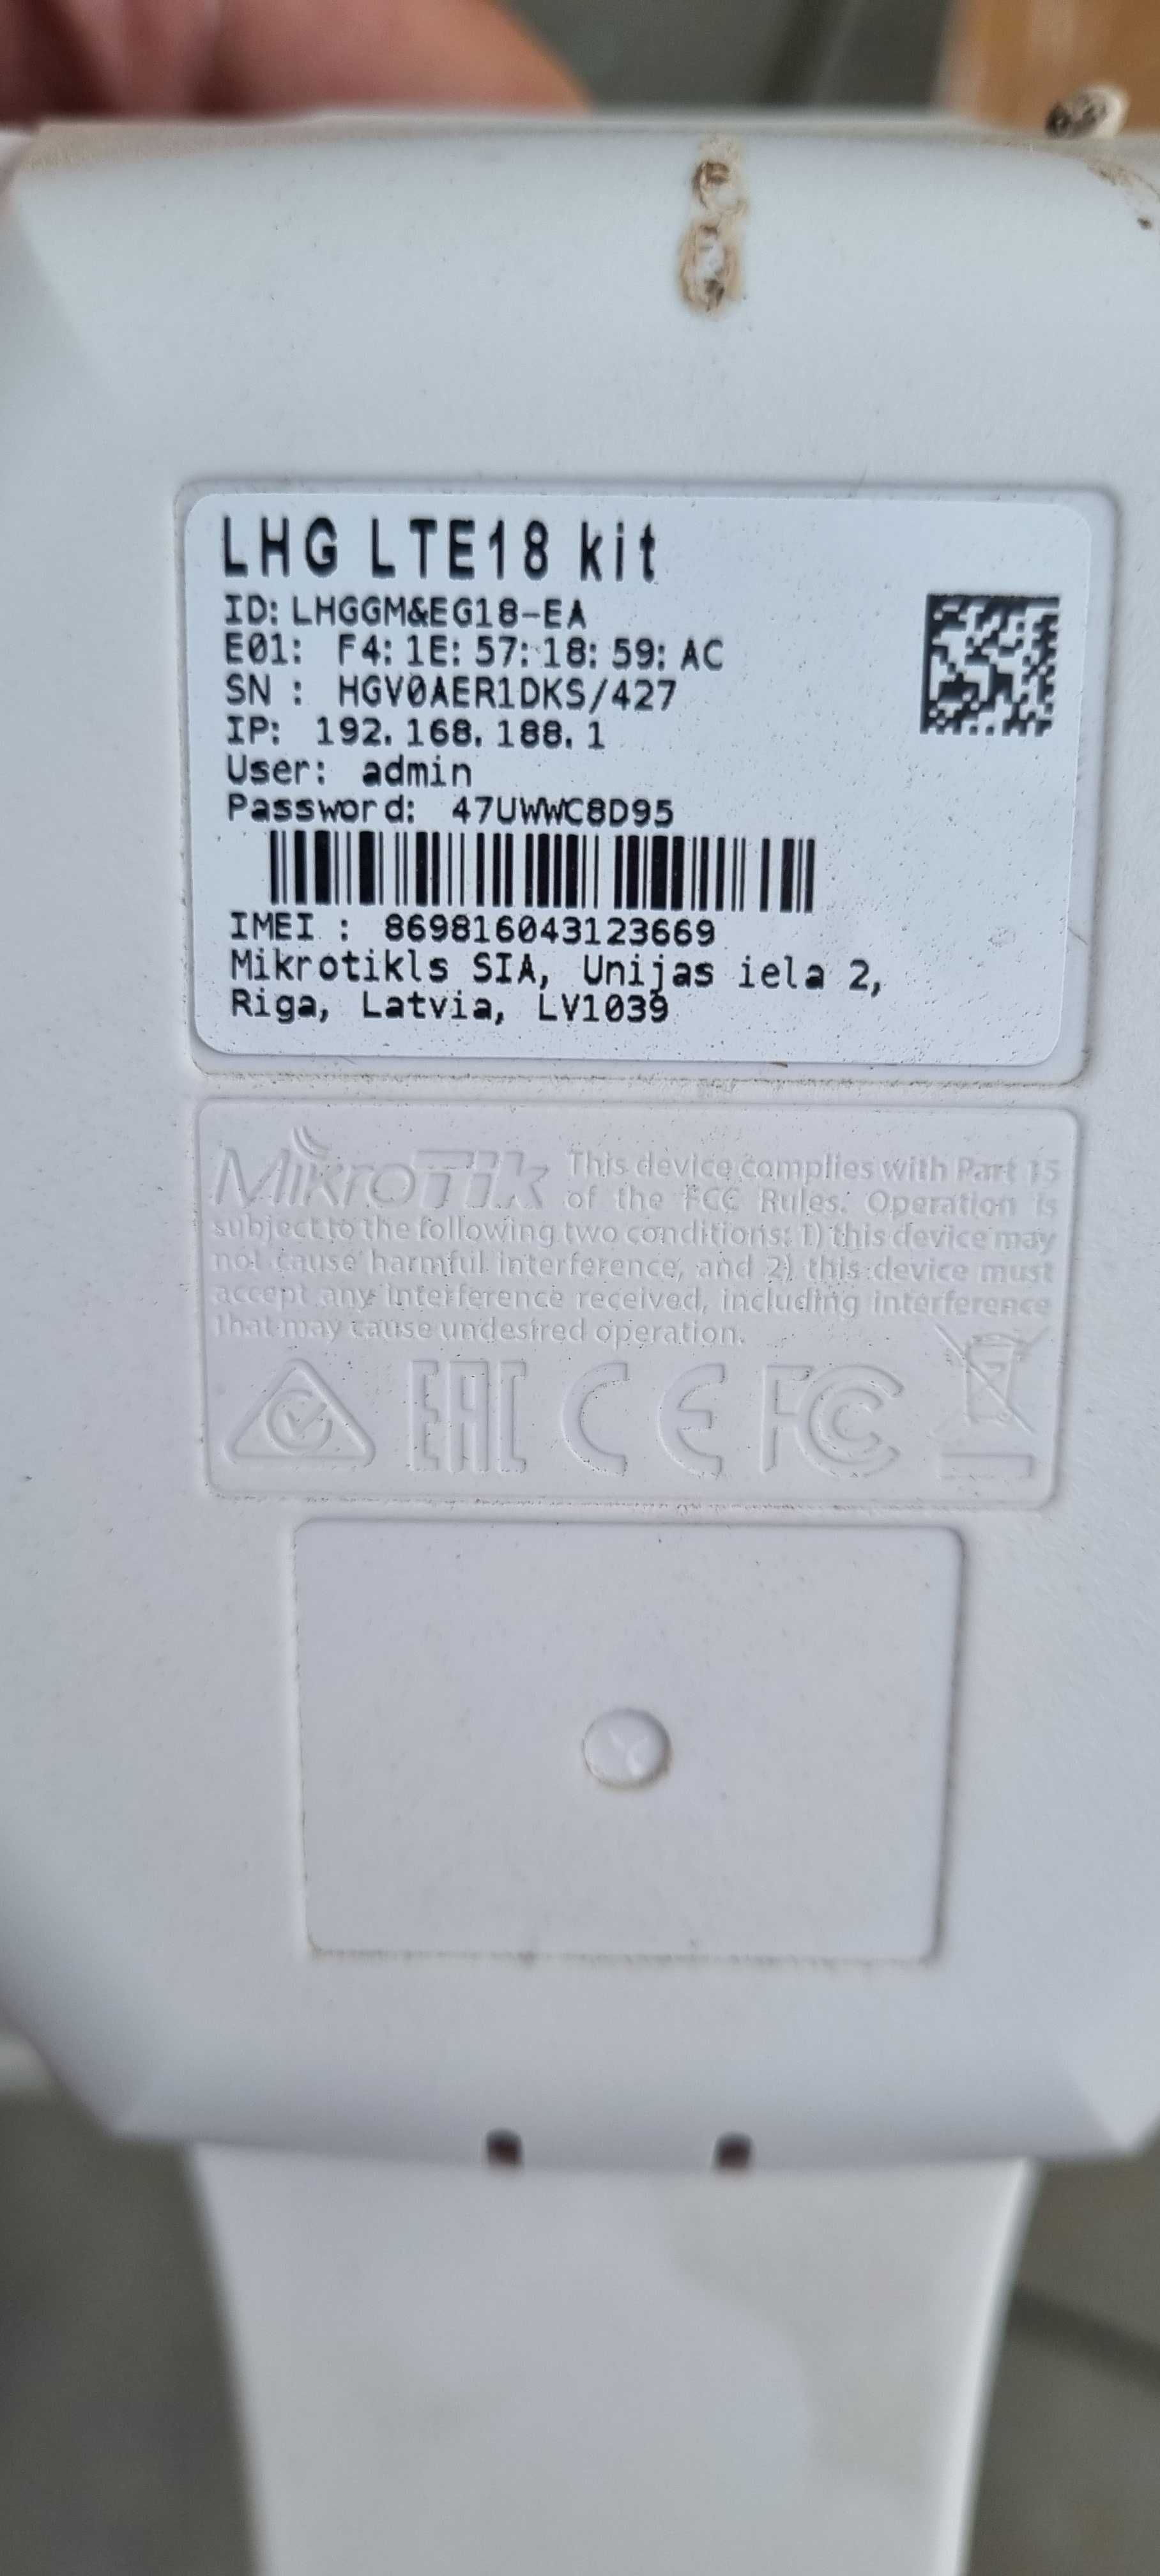 LHG LTE18 kit
ID: LHGGM&EG18-EA
E01: F4:1E:57:18:59:AC
SN : HGV0AER1DKS/427
IP: 192.168.188.1
User: admin
Password: 47UWWC8D95
IMEI : 869816043123669
Mikrotikls SIA, Unijas iela 2,
Riga, Latvia, LV1039
MikroTik This device complies with Part 15
of the FCC Rules. Operation is
subject to the following two conditions: 1) this device may
not cause harmful interference, and 2) this device must
accept any interference received, including interference
that may cause undesired operation.
EAC CE FC